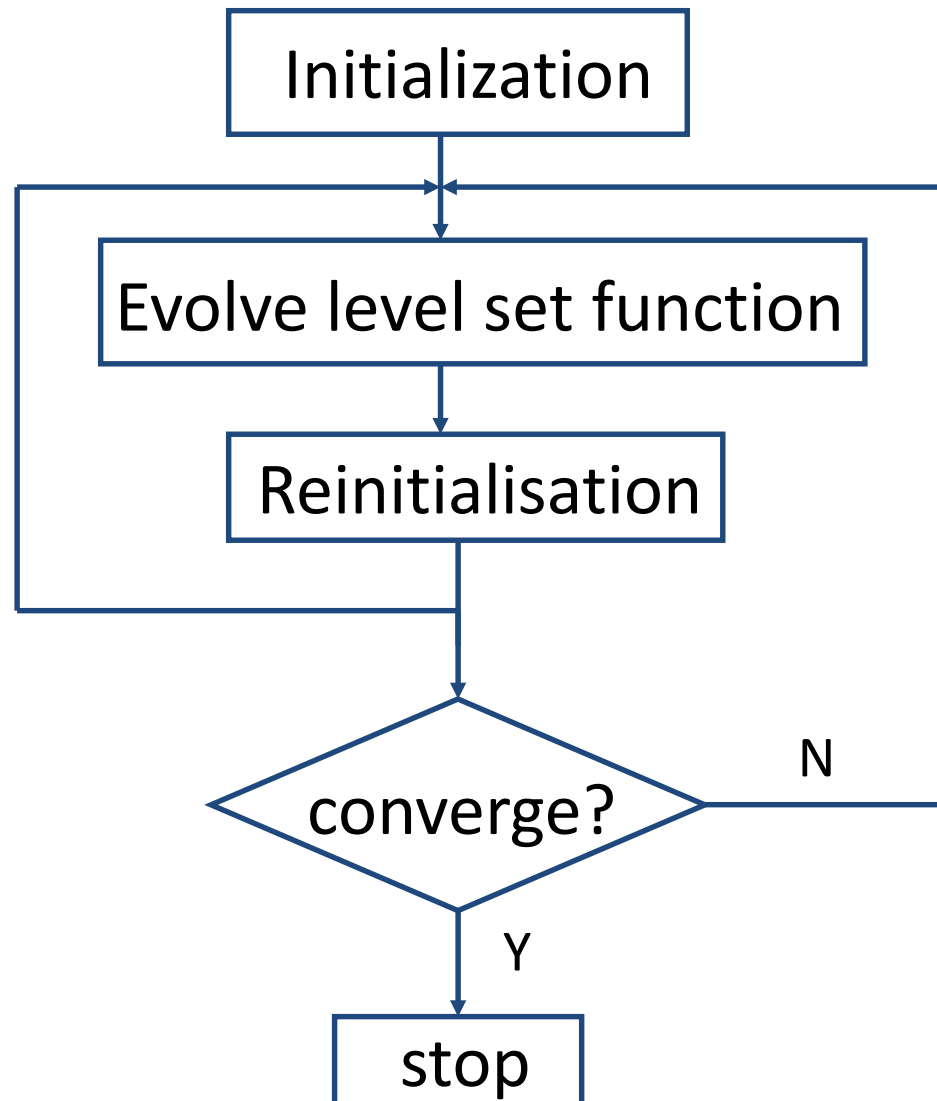 Initialization
Evolve level set function
Reinitialisation
N
converge?
Y
stop